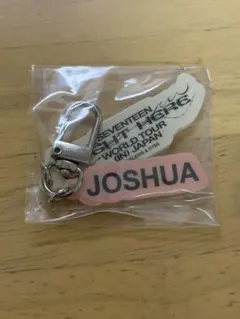 SEVENTEEN
WORLD TOUR
(IN) JAPAN
JOSHUA